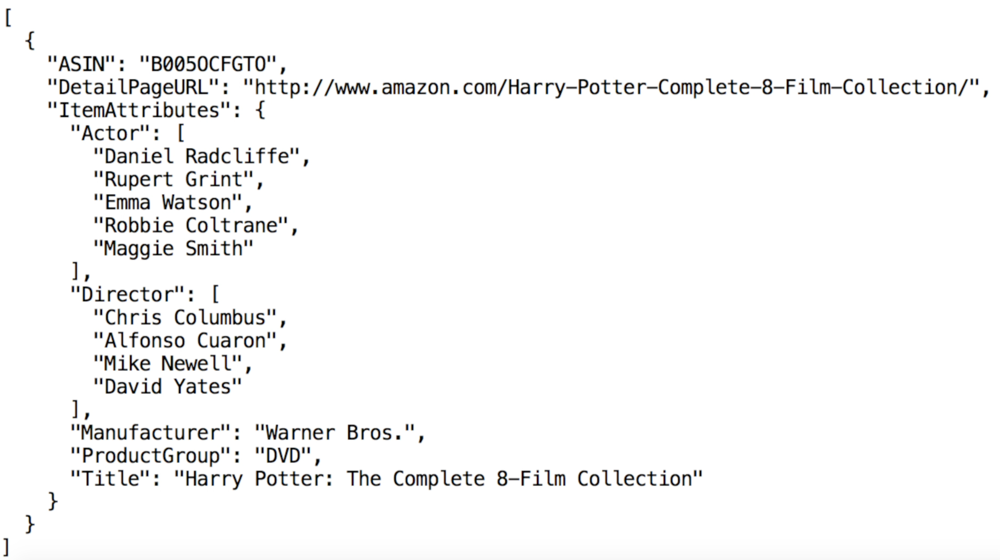 [
  {
    "ASIN": "B005OCFGTO",
    "DetailPageURL": "http://www.amazon.com/Harry-Potter-Complete-8-Film-Collection/",
    "ItemAttributes": {
      "Actor": [
        "Daniel Radcliffe",
        "Rupert Grint",
        "Emma Watson",
        "Robbie Coltrane",
        "Maggie Smith"
      ],
      "Director": [
        "Chris Columbus",
        "Alfonso Cuaron",
        "Mike Newell",
        "David Yates"
      ],
      "Manufacturer": "Warner Bros.",
      "ProductGroup": "DVD",
      "Title": "Harry Potter: The Complete 8-Film Collection"
    }
  }
]